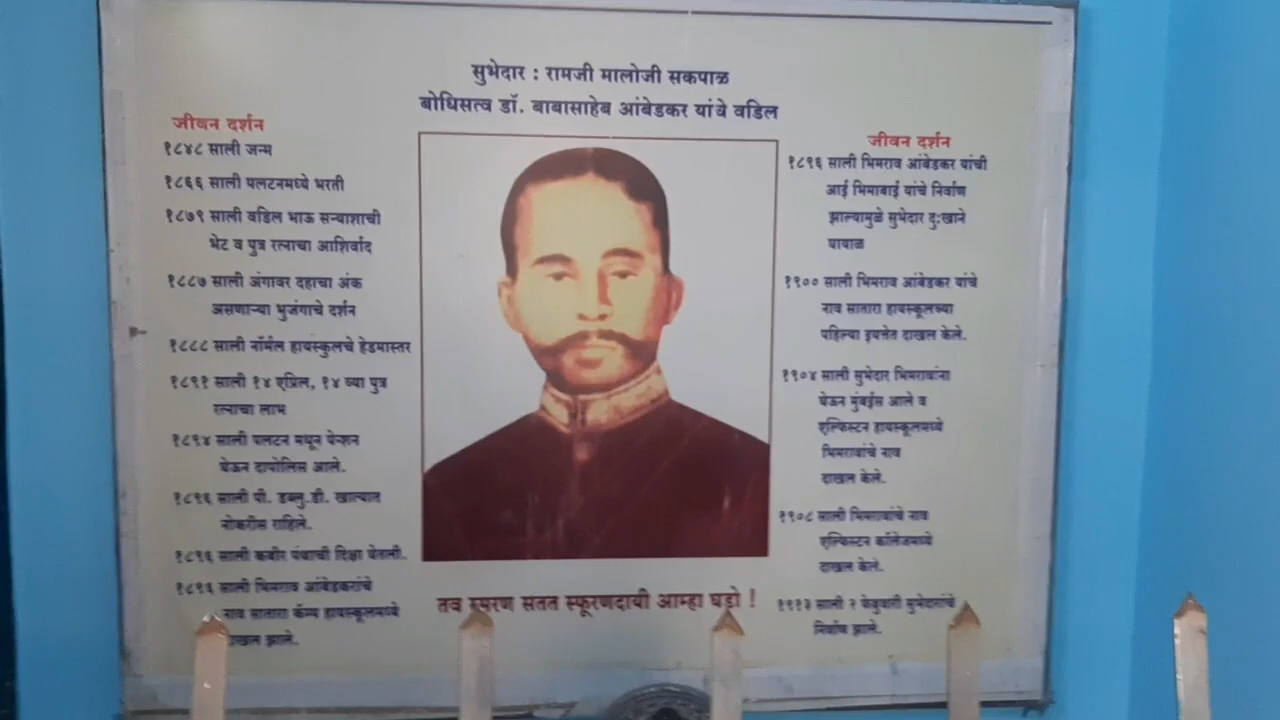 सुभेदार : रामजी मालोजी सकपाळ
बोधिसत्व डॉ. बाबासाहेब आंबेडकर यांचे वडिल
जीवन दर्शन
१८४८ साली जन्म
१८६६ साली पलटनमध्ये भरती
१८७९ साली वडिल भाऊ सन्याशाची
भेट व पुत्र रत्नाचा आशिर्वाद
१८८७ साली अंगावर दहाचा अंक
असणाऱ्या भुजंगाचे दर्शन
१८८८ साली नॉर्मल हायस्कुलचे हेडमास्तर
१८९१ साली १४ एप्रिल, १४ व्या पुत्र
रत्नाचा लाभ
१८९४ साली पलटन मधून पेन्शन
घेऊन दापोलिस आले.
१८९६ साली पी. डब्लु.डी. खात्यात
नोकरीस राहिले.
१८९६ साली कबीर पंथाची दिक्षा घेतली.
१८९६ साली भिमराव आंबेडकरांचे
नाव सातारा कॅम्प हायस्कूलमध्ये
दाखल झाले.
जीवन दर्शन
१८९६ साली भिमराव आंबेडकर यांची
आई भिमाबाई यांचे निर्वाण
झाल्यामुळे सुभेदार दु:खाने
घायाळ
१९०० साली भिमराव आंबेडकर यांचे
नाव सातारा हायस्कूलच्या
पहिल्या इयत्तेत दाखल केले.
१९०४ साली सुभेदार भिमरावांना
घेऊन मुंबईस आले व
एल्फिस्टन हायस्कूलमध्ये
भिमरावांचे नाव
दाखल केले.
१९०८ साली भिमरावांचे नाव
एल्फिस्टन कॉलेजमध्ये
दाखल केले.
१९१३ साली २ फेब्रुवारी सुभेदारांचे
निर्वाण झाले.
तव स्मरण सतत स्फूरणदायी आम्हा घडो !